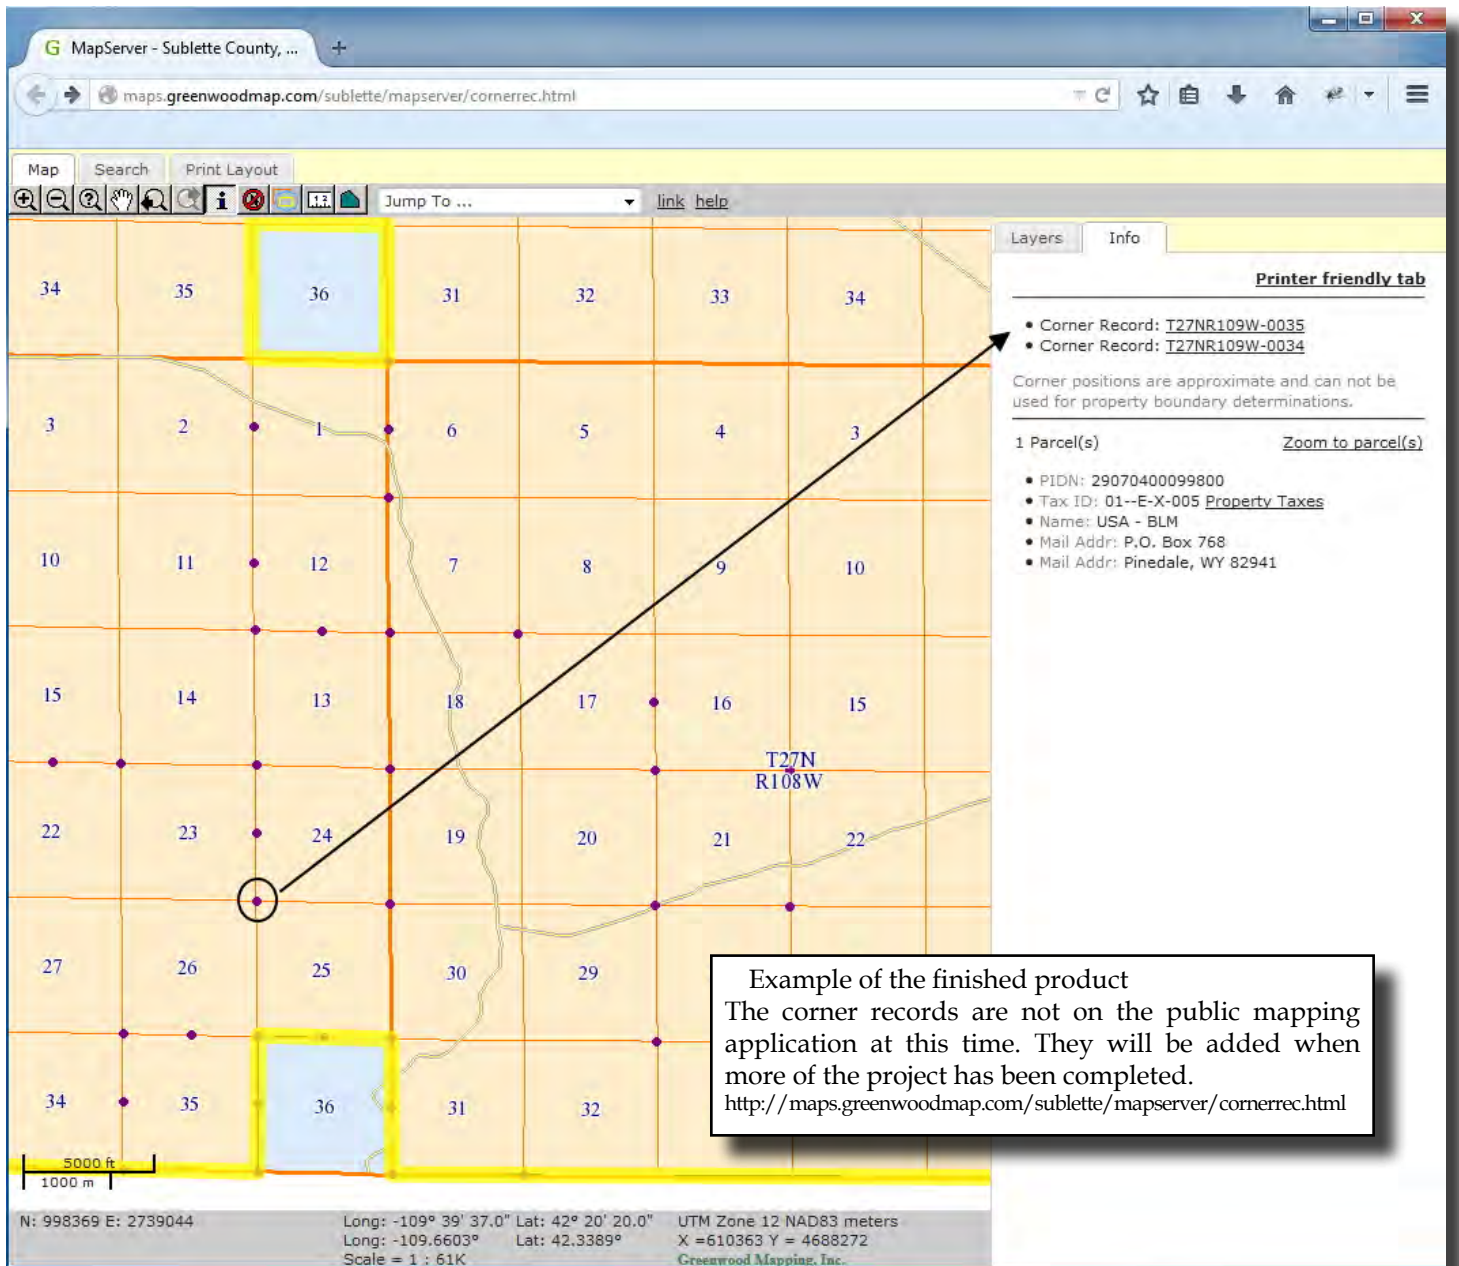 G MapServer - Sublette County, ...
maps.greenwoodmap.com/sublette/mapserver/cornerrec.html
Map Search Print Layout
Jump To ... link help
Layers Info
Printer friendly tab
• Corner Record: T27NR109W-0035
• Corner Record: T27NR109W-0034
Corner positions are approximate and can not be
used for property boundary determinations.
1 Parcel(s) Zoom to parcel(s)
• PIDN: 29070400099800
• Tax ID: 01--E-X-005 Property Taxes
• Name: USA - BLM
• Mail Addr: P.O. Box 768
• Mail Addr: Pinedale, WY 82941
34 35 36 31 32 33 34
3 2 1 6 5 4 3
10 11 12 7 8 9 10
15 14 13 18 17 16 15
T27N
R108W
22 23 24 19 20 21 22
27 26 25 30 29
34 35 36 31 32
Example of the finished product
The corner records are not on the public mapping
application at this time. They will be added when
more of the project has been completed.
http://maps.greenwoodmap.com/sublette/mapserver/cornerrec.html
5000 ft
1000 m
N: 998369 E: 2739044 Long: -109° 39' 37.0" Lat: 42° 20' 20.0" UTM Zone 12 NAD83 meters
Long: -109.6603° Lat: 42.3389° X =610363 Y = 4688272
Scale = 1 : 61K Greenwood Mapping, Inc.